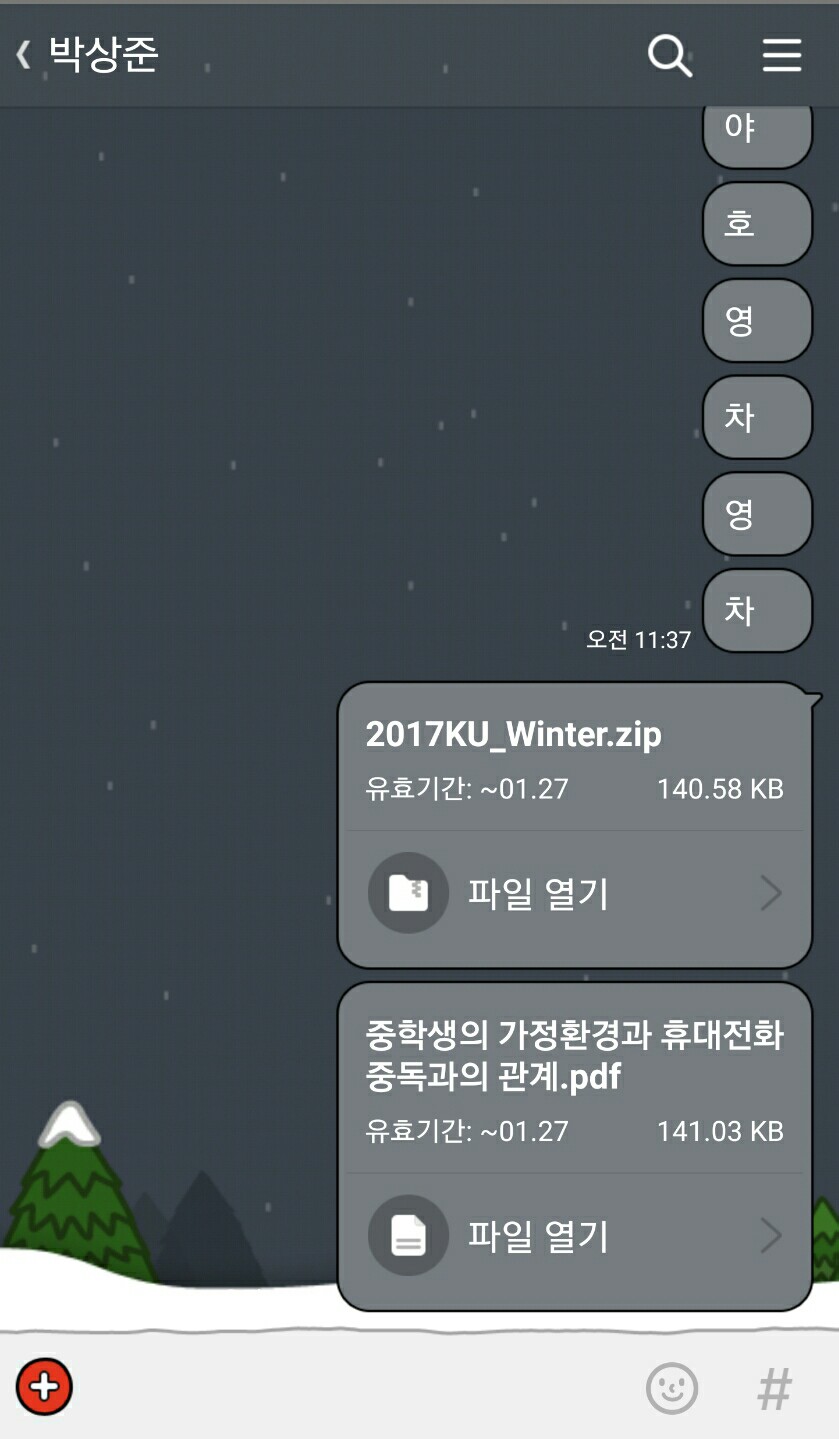 박상준
야
호
영
차
영
차
오전 11:37
2017KU_Winter.zip
유효기간: ~01.27 140.58 KB
파일 열기
중학생의 가정환경과 휴대전화
중독과의 관계.pdf
유효기간: ~01.27 141.03 KB
파일 열기
#